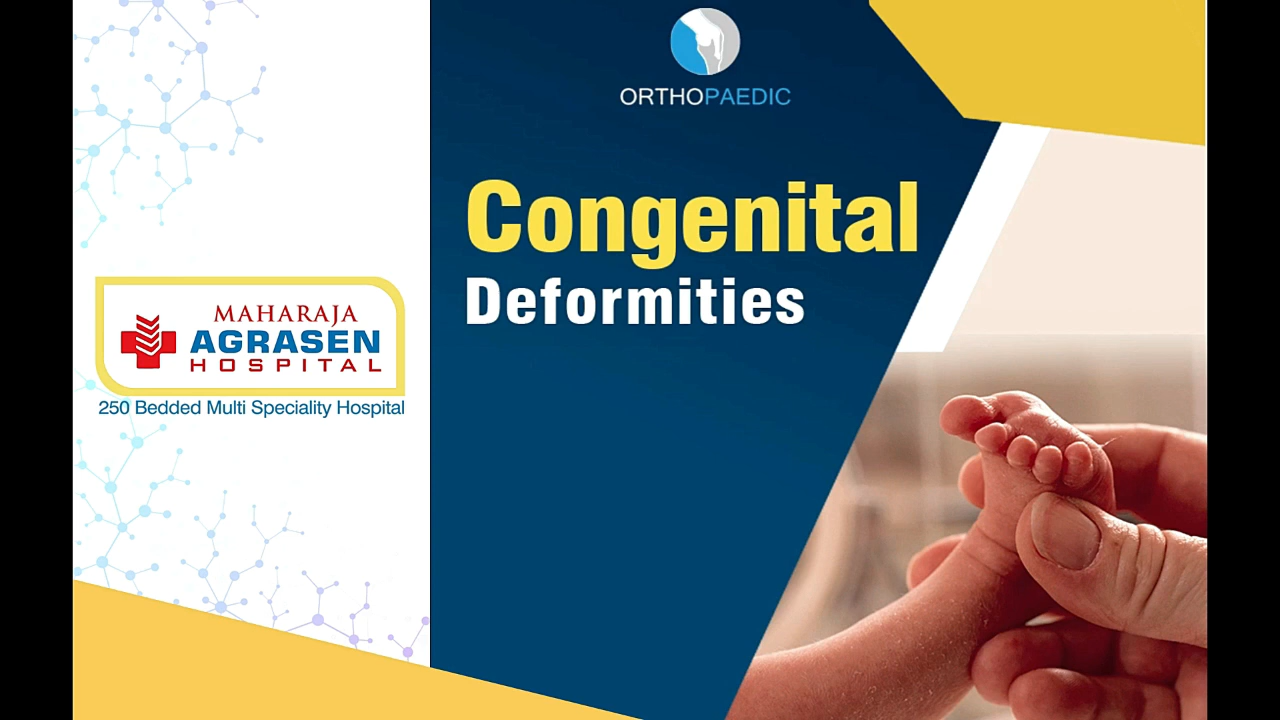 MAHARAJA
AGRASEN
HOSPITAL
250 Bedded Multi Speciality Hospital
ORTHOPAEDIC
Congenital
Deformities